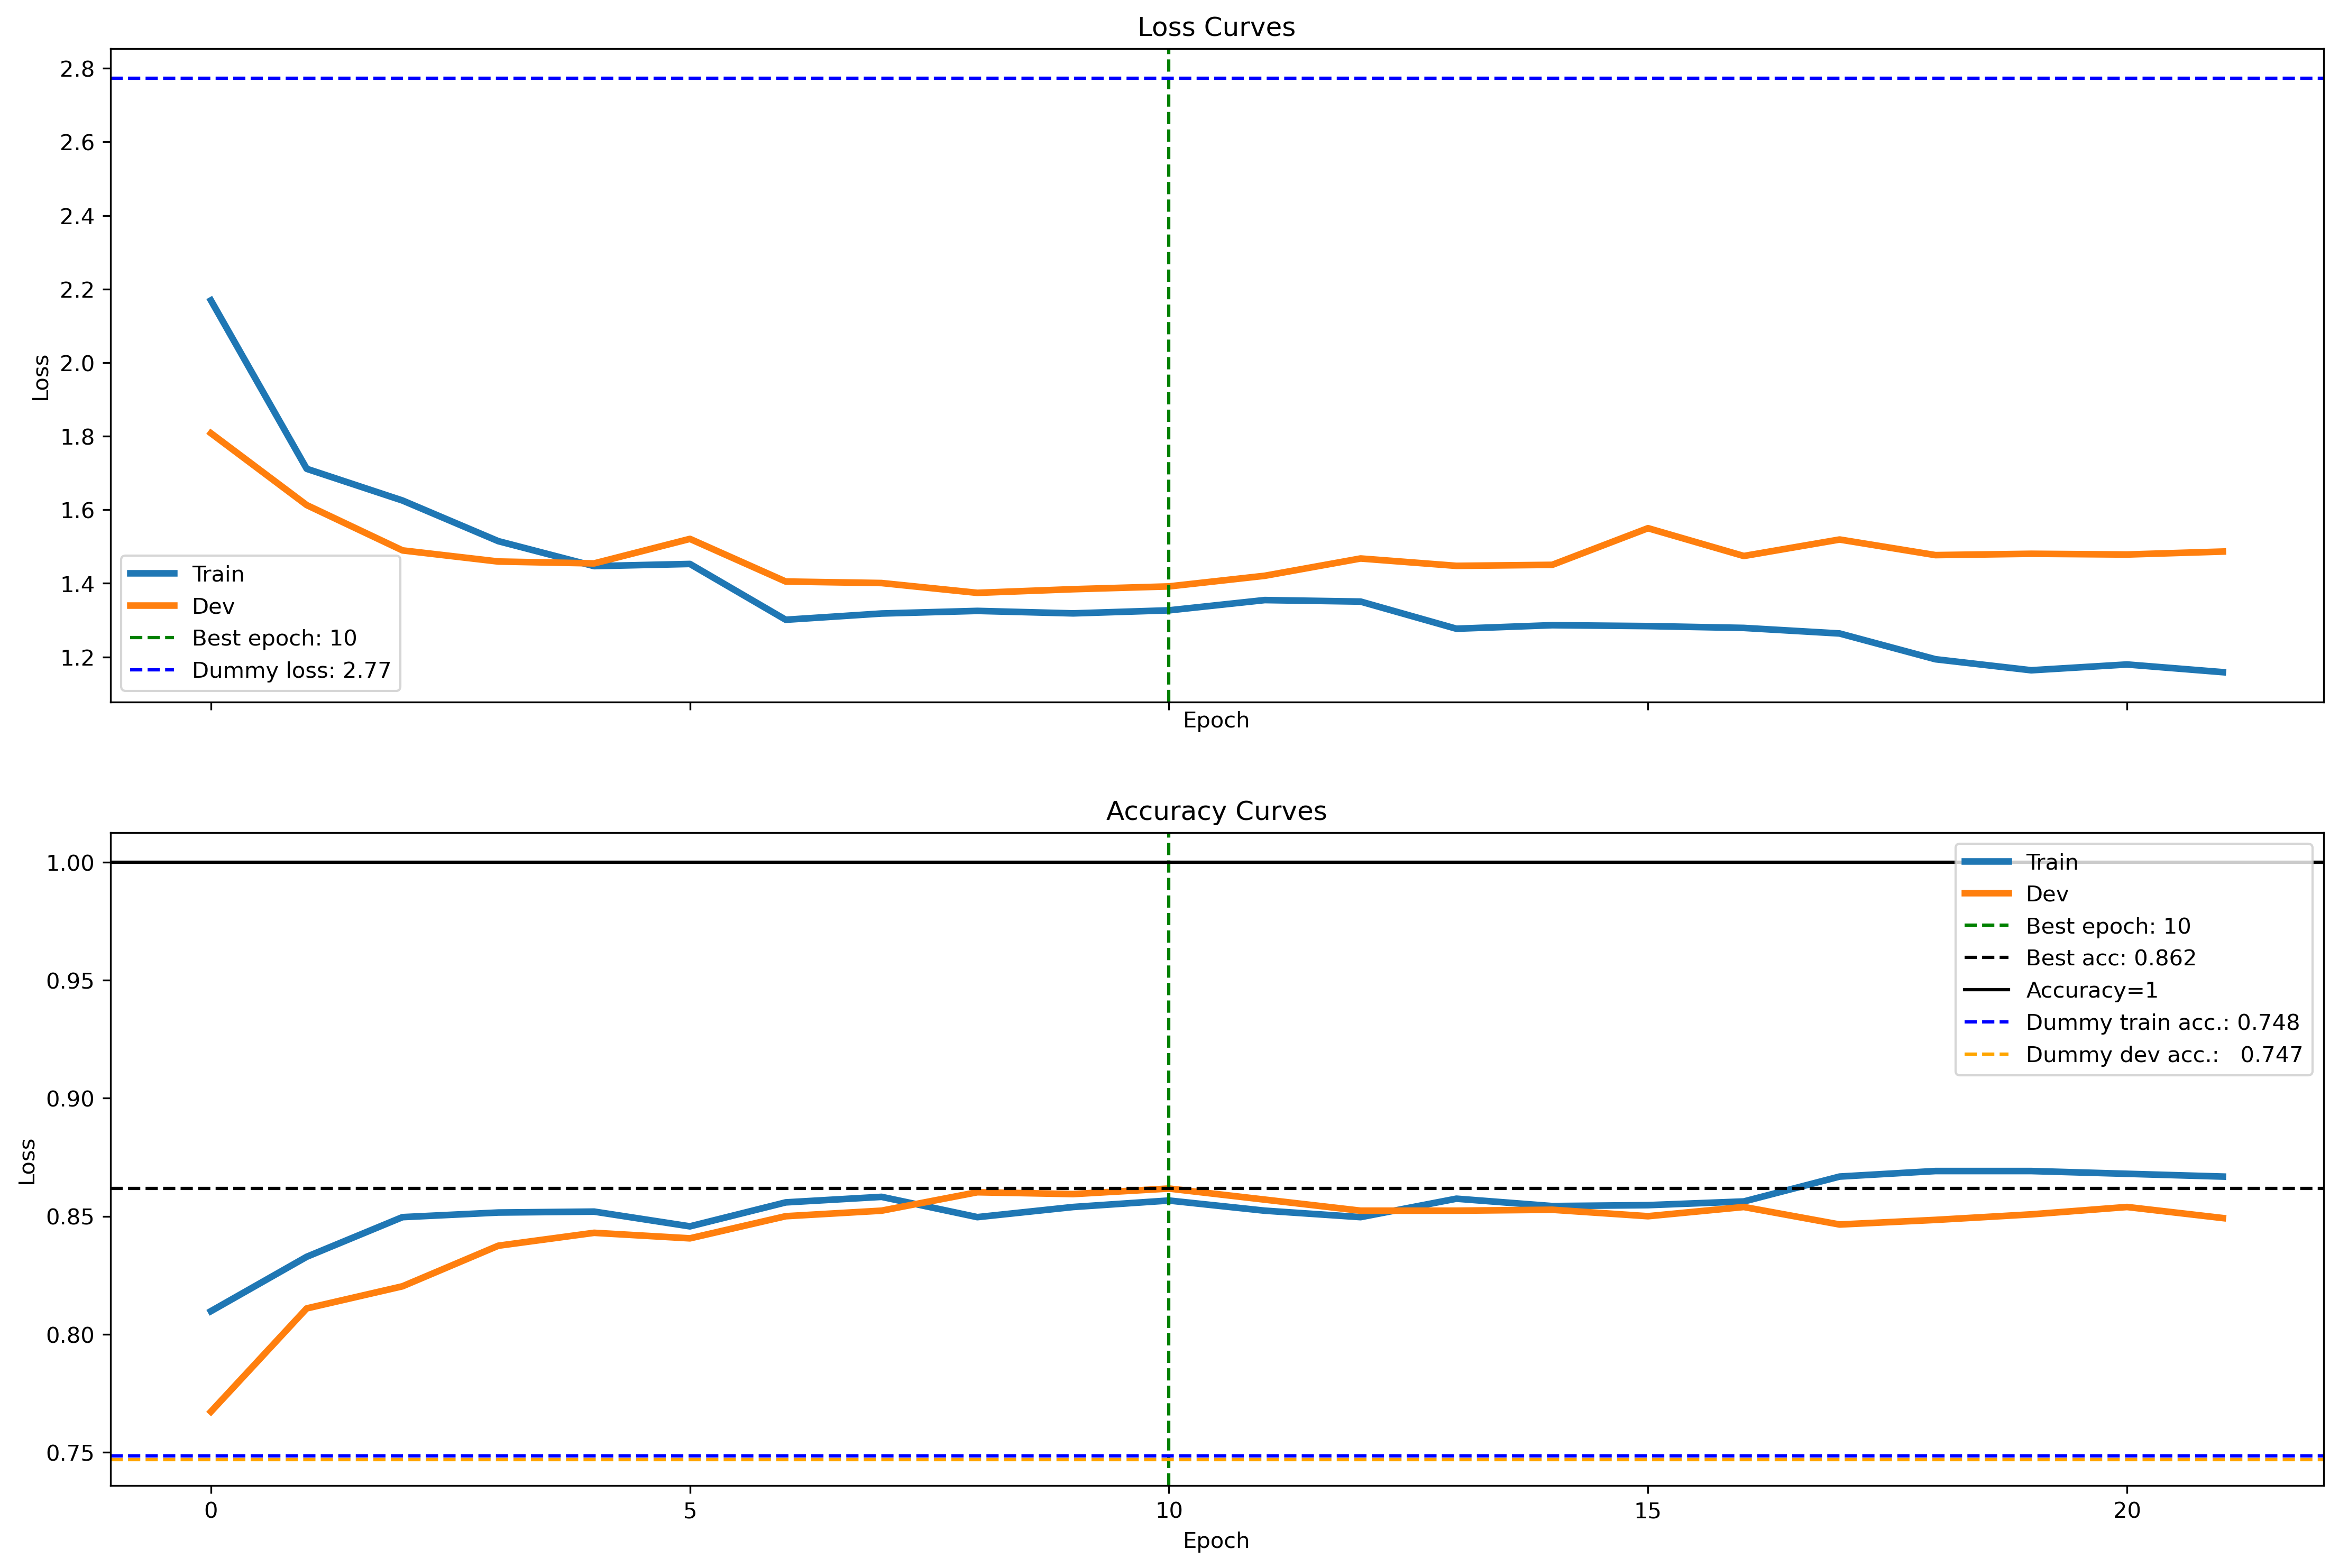 Loss Curves
2.8
2.6
2.4
2.2
2.0
1.8
1.6
1.4
1.2
Loss
Train
Dev
Best epoch: 10
Dummy loss: 2.77
Epoch
Accuracy Curves
1.00
0.95
0.90
0.85
0.80
0.75
Loss
Train
Dev
Best epoch: 10
Best acc: 0.862
Accuracy=1
Dummy train acc.: 0.748
Dummy dev acc.:   0.747
0 5 10 15 20
Epoch